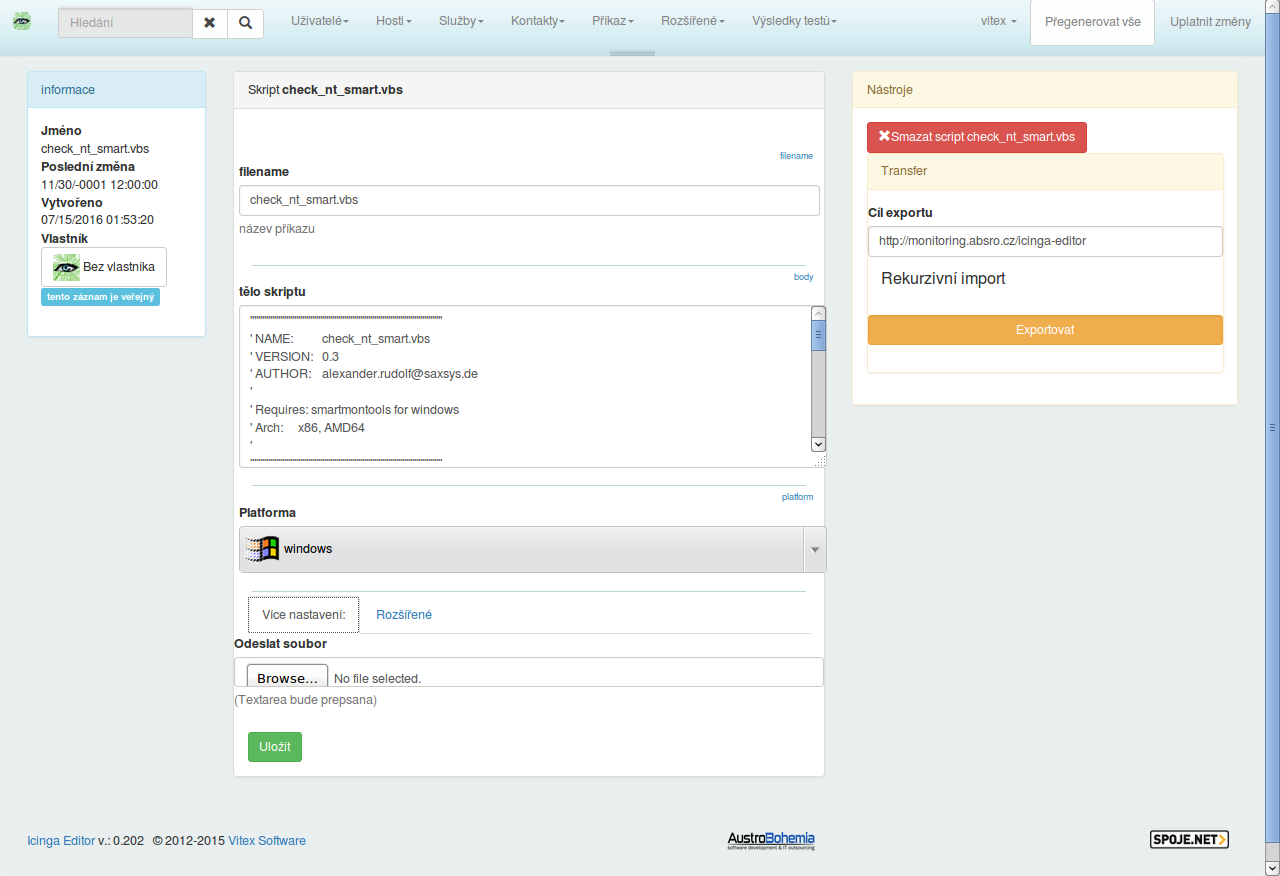 Hledání
Uživatelé
Hosti
Služby
Kontakty
Příkaz
Rozšířené
Výsledky testů
vitex
Přegenerovat vše
Uplatnit změny
informace
Jméno
check_nt_smart.vbs
Poslední změna
11/30/-0001 12:00:00
Vytvořeno
07/15/2016 01:53:20
Vlastník
Bez vlastníka
tento záznam je veřejný
Skript check_nt_smart.vbs
filename
filename
check_nt_smart.vbs
název příkazu
body
tělo skriptu
' NAME: check_nt_smart.vbs
' VERSION: 0.3
' AUTHOR: alexander.rudolf@saxsys.de
'
' Requires: smartmontools for windows
' Arch: x86, AMD64
'
platform
Platforma
windows
Více nastavení:
Rozšířené
Odeslat soubor
Browse... No file selected.
(Textarea bude prepsana)
Uložit
Nástroje
✖Smazat script check_nt_smart.vbs
Transfer
Cíl exportu
http://monitoring.absro.cz/icinga-editor
Rekurzivní import
Exportovat
Icinga Editor v.: 0.202 © 2012-2015 Vitex Software
AustroBohemia
software development & IT outsourcing
SPOJE.NET